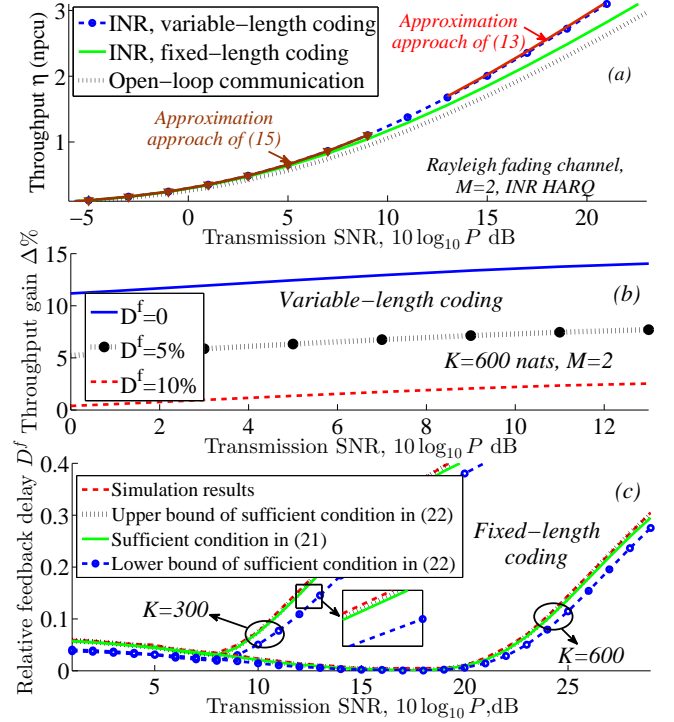 Throughput η (npcu)
3
2
1
INR, variable−length coding
INR, fixed−length coding
Open−loop communication
Approximation
approach of (13)
(a)
Approximation
approach of (15)
Rayleigh fading channel,
M=2, INR HARQ
−5 0 5 10 15 20
Transmission SNR, 10 log10 P dB
Throughput gain Δ%
15
10
5
0
Variable−length coding
(b)
D^f=0
D^f=5%
D^f=10%
K=600 nats, M=2
0 2 4 6 8 10 12
Transmission SNR, 10 log10 P dB
Relative feedback delay D^f
0.4
0.3
0.2
0.1
0
Simulation results
Upper bound of sufficient condition in (22)
Sufficient condition in (21)
Lower bound of sufficient condition in (22)
(c)
Fixed−length
coding
K=300
K=600
5 10 15 20 25
Transmission SNR, 10 log10 P,dB